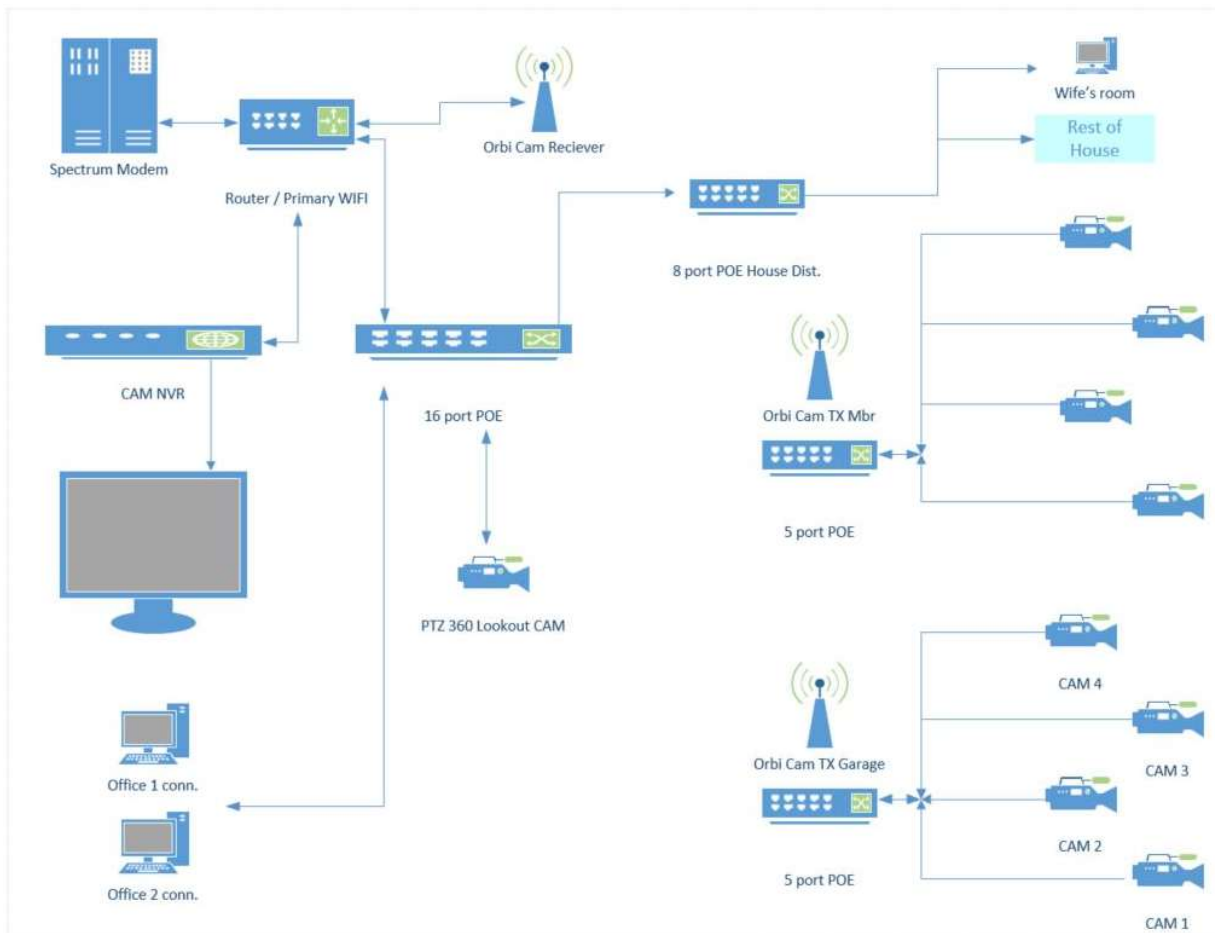 Spectrum Modem
Router / Primary WIFI
Orbi Cam Reciever
Wife's room
Rest of
House
8 port POE House Dist.
CAM NVR
16 port POE
Orbi Cam TX Mbr
5 port POE
PTZ 360 Lookout CAM
Office 1 conn.
Office 2 conn.
Orbi Cam TX Garage
5 port POE
CAM 4
CAM 3
CAM 2
CAM 1